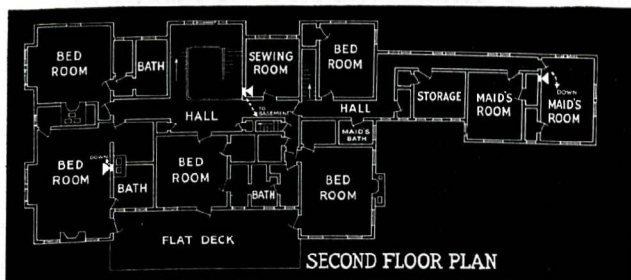 BED
ROOM
BATH
SEWING
ROOM
BED
ROOM
STORAGE
MAID'S
ROOM
DOWN
MAID'S
ROOM
TO
BASEMENT
HALL
HALL
MAID'S
BATH
BED
ROOM
DOWN
BATH
BED
ROOM
BATH
BED
ROOM
FLAT DECK
SECOND FLOOR PLAN